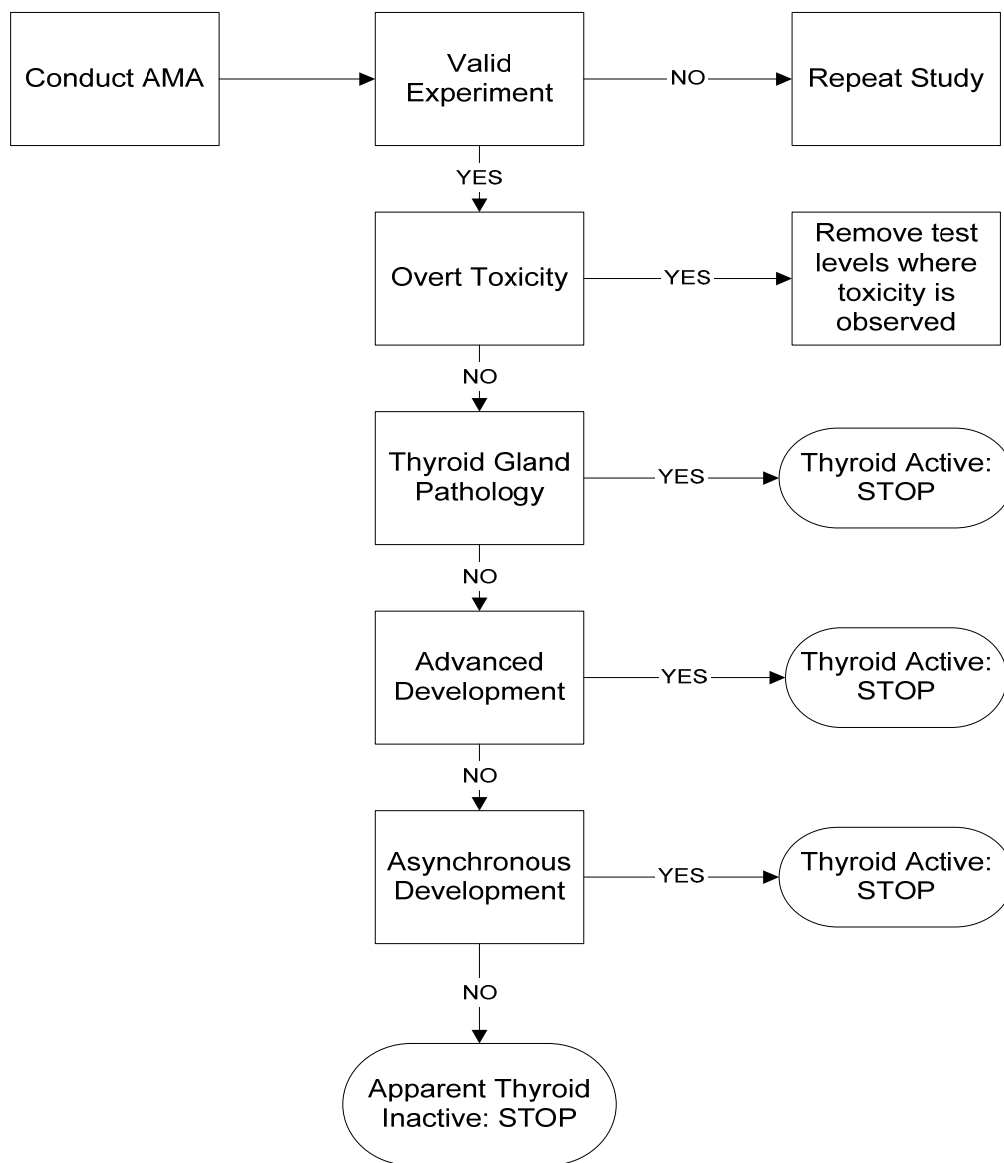 Conduct AMA
Valid
Experiment
NO
Repeat Study
YES
Overt Toxicity
YES
Remove test
levels where
toxicity is
observed
NO
Thyroid Gland
Pathology
YES
Thyroid Active:
STOP
NO
Advanced
Development
YES
Thyroid Active:
STOP
NO
Asynchronous
Development
YES
Thyroid Active:
STOP
NO
Apparent Thyroid
Inactive: STOP